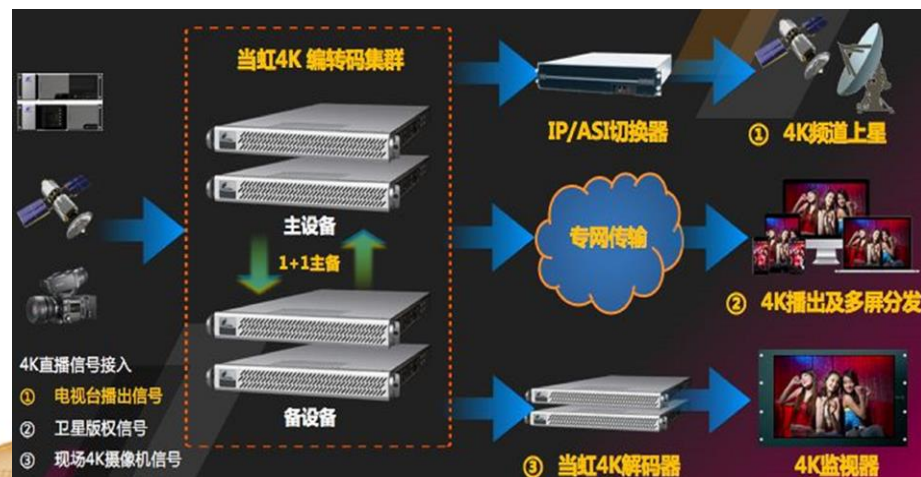 当虹4K 编转码集群
主设备
1+1主备
备设备
4K直播信号接入
① 电视台播出信号
② 卫星版权信号
③ 现场4K摄像机信号
IP/ASI切换器
① 4K频道上星
专网传输
② 4K播出及多屏分发
③ 当虹4K解码器
4K监视器